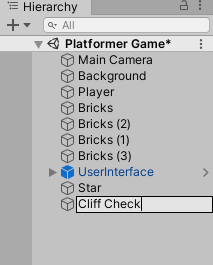 Hierarchy
All
Platformer Game*
Main Camera
Background
Player
Bricks
Bricks (2)
Bricks (1)
Bricks (3)
UserInterface
Star
Cliff Check